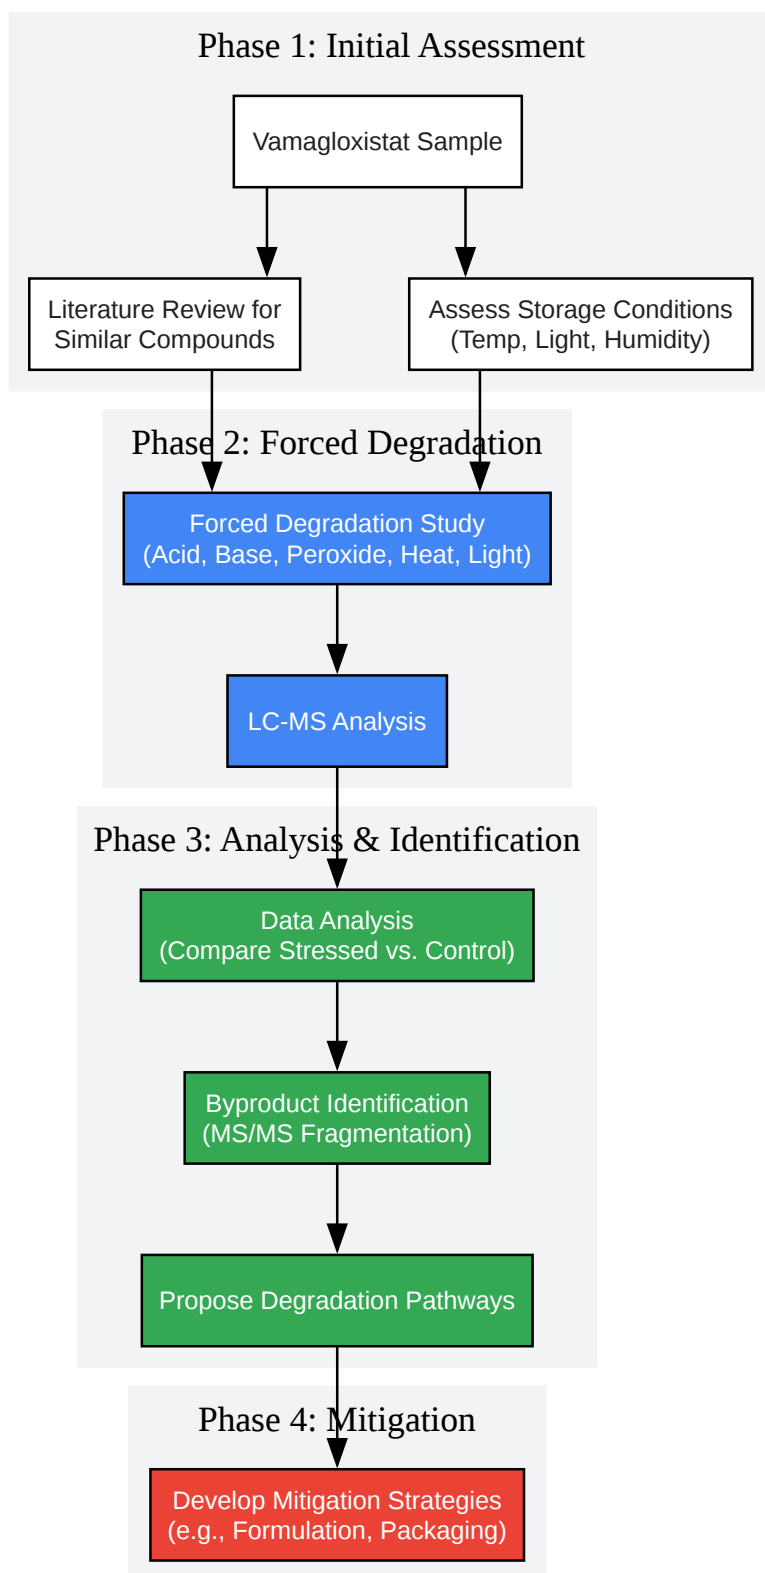 Phase 1: Initial Assessment
Vamagloxistat Sample
Literature Review for
Similar Compounds
Assess Storage Conditions
(Temp, Light, Humidity)
Phase 2: Forced Degradation
Forced Degradation Study
(Acid, Base, Peroxide, Heat, Light)
LC-MS Analysis
Phase 3: Analysis & Identification
Data Analysis
(Compare Stressed vs. Control)
Byproduct Identification
(MS/MS Fragmentation)
Propose Degradation Pathways
Phase 4: Mitigation
Develop Mitigation Strategies
(e.g., Formulation, Packaging)